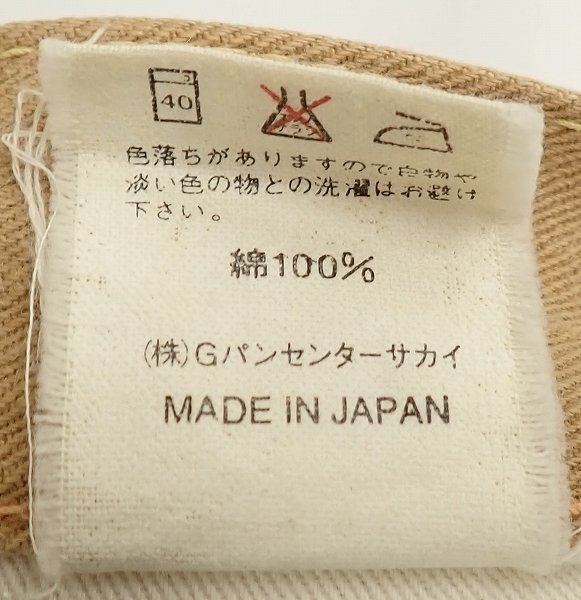 40
色落ちがありますので白物や
淡い色の物との洗濯はお避け
下さい。
綿100%
(株)Gパンセンターサカイ
MADE IN JAPAN